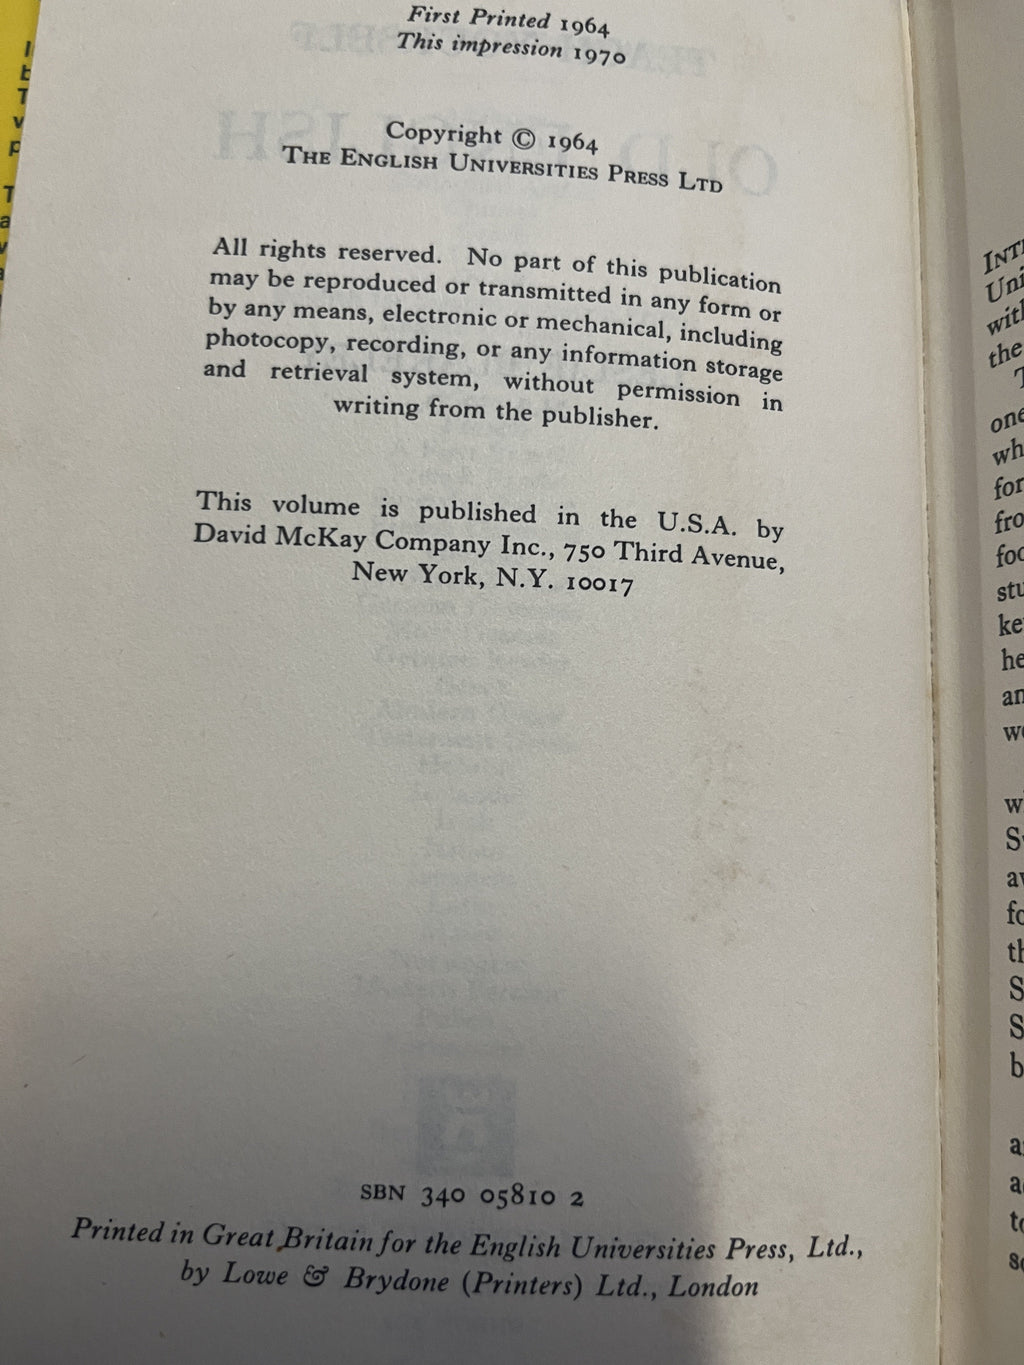 First Printed 1964
This impression 1970
Copyright © 1964
THE ENGLISH UNIVERSITIES PRESS LTD
All rights reserved. No part of this publication
may be reproduced or transmitted in any form or
by any means, electronic or mechanical, including
photocopy, recording, or any information storage
and retrieval system, without permission in
writing from the publisher.
This volume is published in the U.S.A. by
David McKay Company Inc., 750 Third Avenue,
New York, N.Y. 10017
SBN 340 05810 2
Printed in Great Britain for the English Universities Press, Ltd.,
by Lowe & Brydone (Printers) Ltd., London